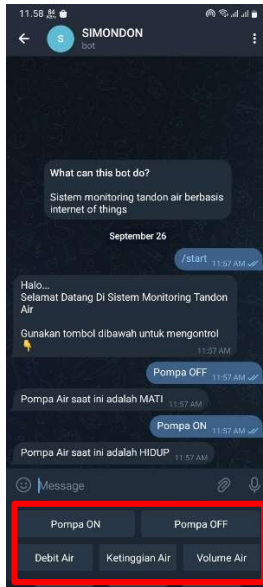 11.58
SIMONDON
S
bot
What can this bot do?
Sistem monitoring tandon air berbasis
internet of things
September 26
/start 11:57 AM
Halo...
Selamat Datang Di Sistem Monitoring Tandon
Air
Gunakan tombol dibawah untuk mengontrol
👇 11:57 AM
Pompa OFF 11:57 AM
Pompa Air saat ini adalah MATI 11:57 AM
Pompa ON 11:57 AM
Pompa Air saat ini adalah HIDUP 11:57 AM
Message
Pompa ON Pompa OFF
Debit Air Ketinggian Air Volume Air